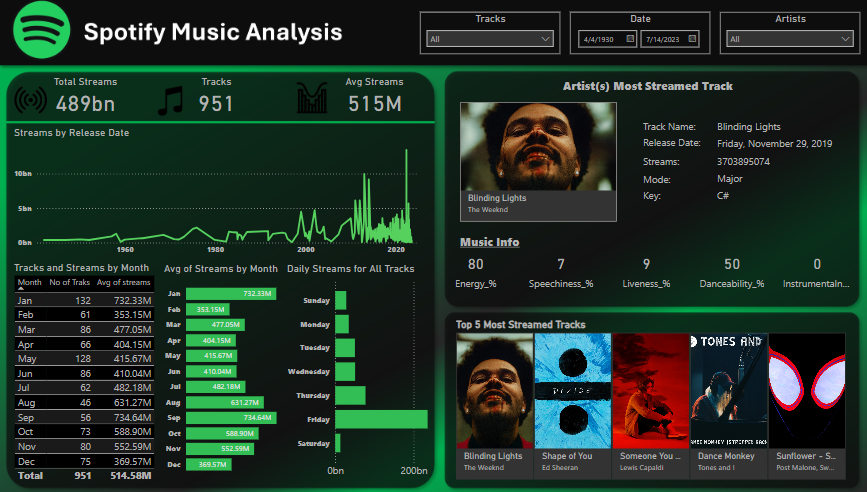 Spotify Music Analysis
Tracks
All
Date
4/4/1930
7/14/2023
Artists
All
Total Streams
489bn
Tracks
951
Avg Streams
515M
Streams by Release Date
10bn
5bn
0bn
1960
1980
2000
2020
Tracks and Streams by Month
Month No of Traks Avg of streams
Jan 132 732.33M
Feb 61 353.15M
Mar 86 477.05M
Apr 66 404.15M
May 128 415.67M
Jun 86 410.04M
Jul 62 482.18M
Aug 46 631.27M
Sep 56 734.64M
Oct 73 588.90M
Nov 80 552.59M
Dec 75 369.57M
Total 951 514.58M
Avg of Streams by Month
Jan 732.33M
Feb 353.15M
Mar 477.05M
Apr 404.15M
May 415.67M
Jun 410.04M
Jul 482.18M
Aug 631.27M
Sep 734.64M
Oct 588.90M
Nov 552.59M
Dec 369.57M
Daily Streams for All Tracks
Sunday
Monday
Tuesday
Wednesday
Thursday
Friday
Saturday
0bn 200bn
Artist(s) Most Streamed Track
Blinding Lights
The Weeknd
Track Name: Blinding Lights
Release Date: Friday, November 29, 2019
Streams: 3703895074
Mode: Major
Key: C#
Music Info
80
Energy_%
7
Speechiness_%
9
Liveness_%
50
Danceability_%
0
Instrumentaln...
Top 5 Most Streamed Tracks
DIVIDE
TONES AND
Blinding Lights
The Weeknd
Shape of You
Ed Sheeran
Someone You ...
Lewis Capaldi
DANCE MONKEY (STRIPPED BACK
Dance Monkey
Tones and I
Sunflower - S...
Post Malone, Sw...